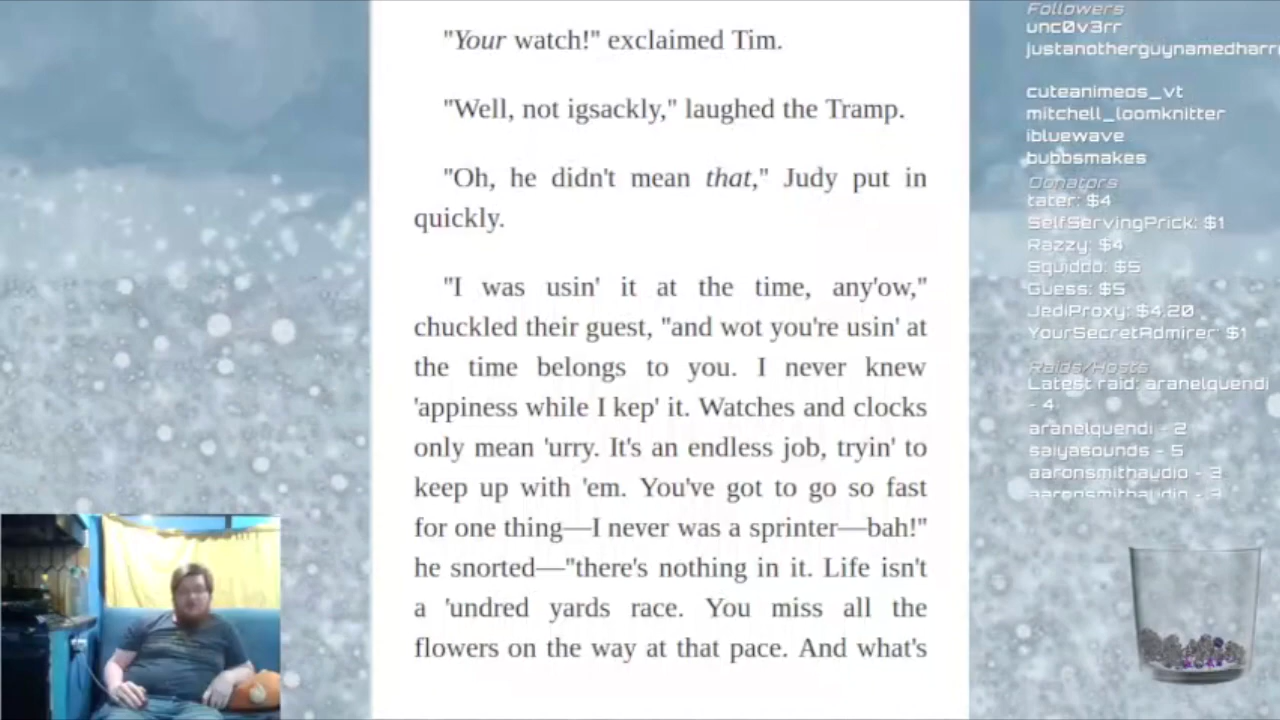 "Your watch!" exclaimed Tim.
"Well, not igsackly," laughed the Tramp.
"Oh, he didn't mean that," Judy put in
quickly.
"I was usin' it at the time, any'ow,"
chuckled their guest, "and wot you're usin' at
the time belongs to you. I never knew
'appiness while I kep' it. Watches and clocks
only mean 'urry. It's an endless job, tryin' to
keep up with 'em. You've got to go so fast
for one thing—I never was a sprinter—bah!"
he snorted—"there's nothing in it. Life isn't
a 'undred yards race. You miss all the
flowers on the way at that pace. And what's
Followers
unc0v3rr
justanotherguynamedharr
cuteanimeos_vt
mitchell_loomknitter
ibluewave
bubbsmakes
Donators
tater: $4
SelfServingPrick: $1
Razzy: $4
Squiddo: $5
Guess: $5
JediProxy: $4.20
YourSecretAdmirer: $1
Raids/Hosts
Latest raid: aranelquendi
- 4
aranelquendi - 2
saiyasounds - 5
aaronsmithaudio - 3
aaronsmithaudio - 3